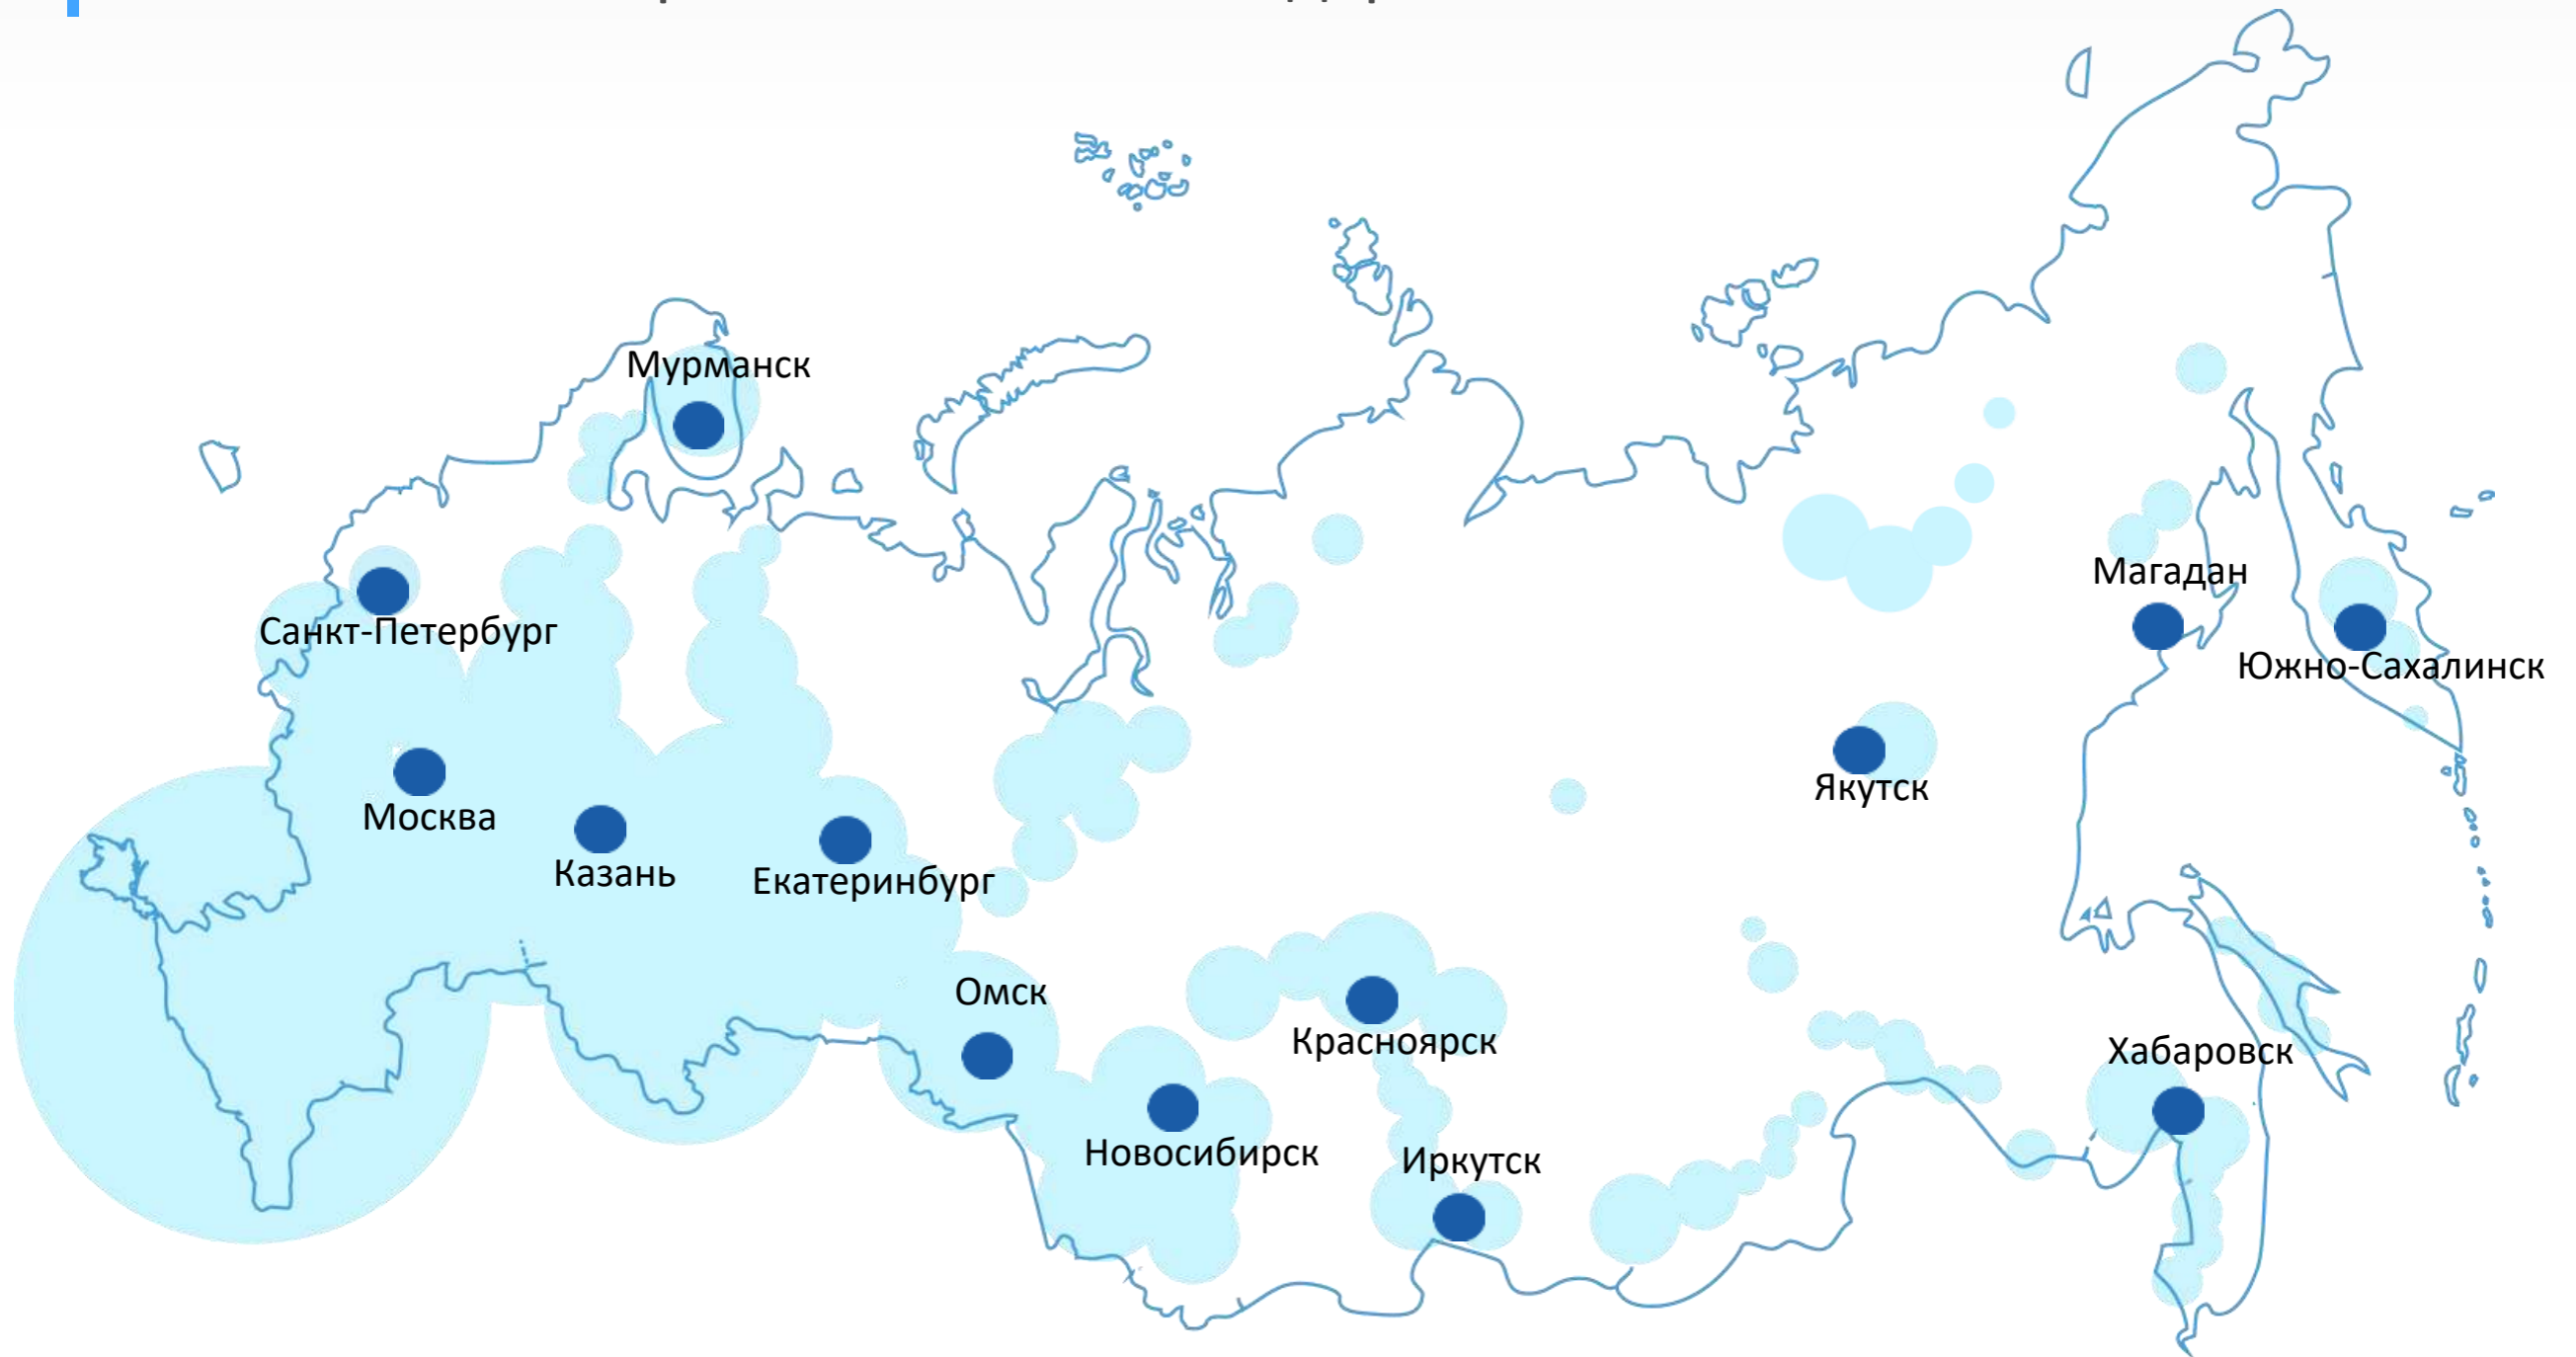 Мурманск
Санкт-Петербург
Магадан
Южно-Сахалинск
Москва
Якутск
Казань
Екатеринбург
Омск
Красноярск
Хабаровск
Новосибирск
Иркутск